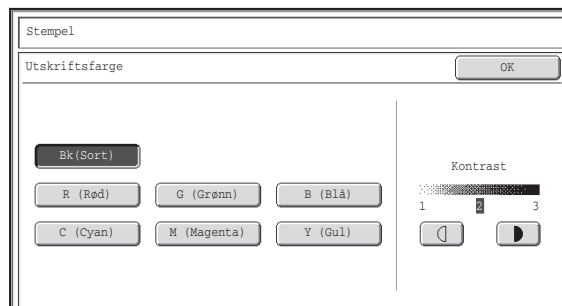 Stempel
Utskriftsfarge OK
Bk(Sort)
Kontrast
R (Rød) G (Grønn) B (Blå)
1 2 3
C (Cyan) M (Magenta) Y (Gul)